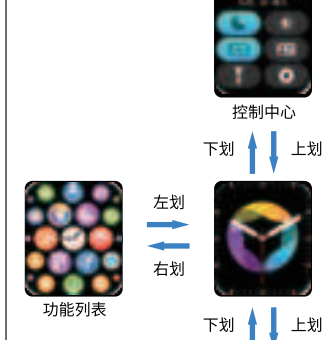 控制中心
下划 上划
左划
右划
功能列表
下划 上划